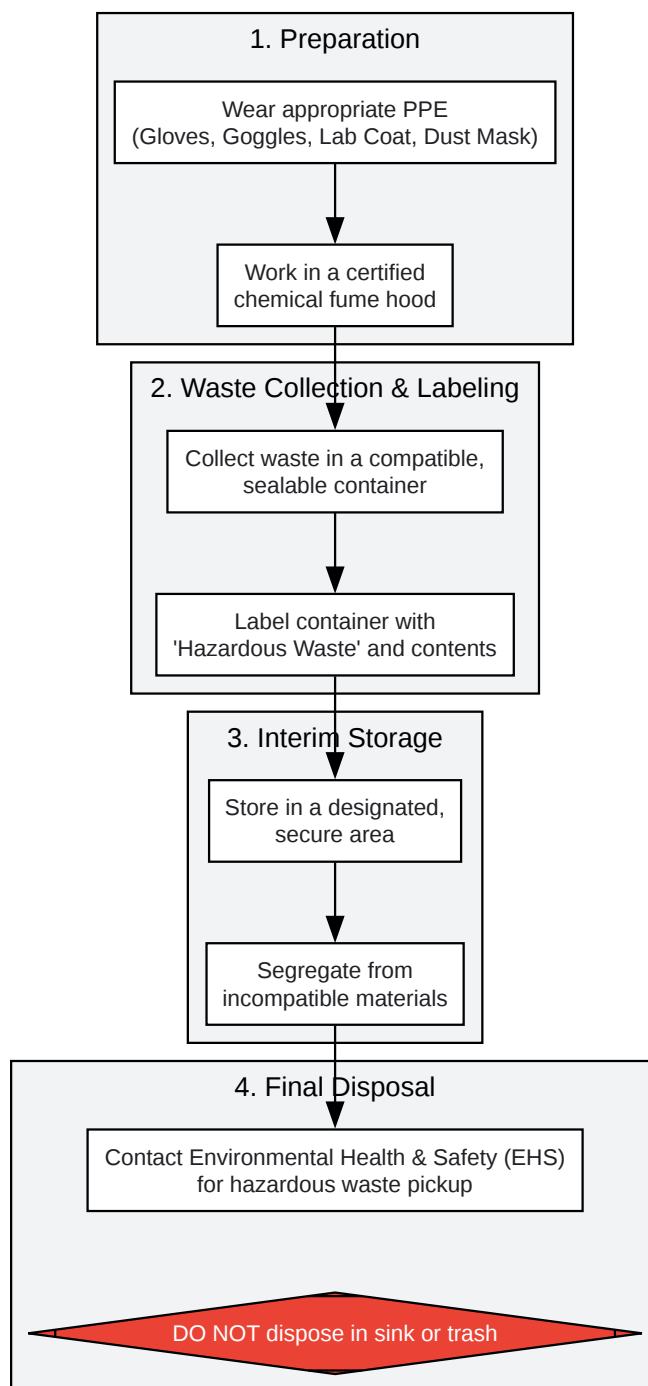 1. Preparation
Wear appropriate PPE
(Gloves, Goggles, Lab Coat, Dust Mask)
Work in a certified
chemical fume hood
2. Waste Collection & Labeling
Collect waste in a compatible,
sealable container
Label container with
'Hazardous Waste' and contents
3. Interim Storage
Store in a designated,
secure area
Segregate from
incompatible materials
4. Final Disposal
Contact Environmental Health & Safety (EHS)
for hazardous waste pickup
DO NOT dispose in sink or trash